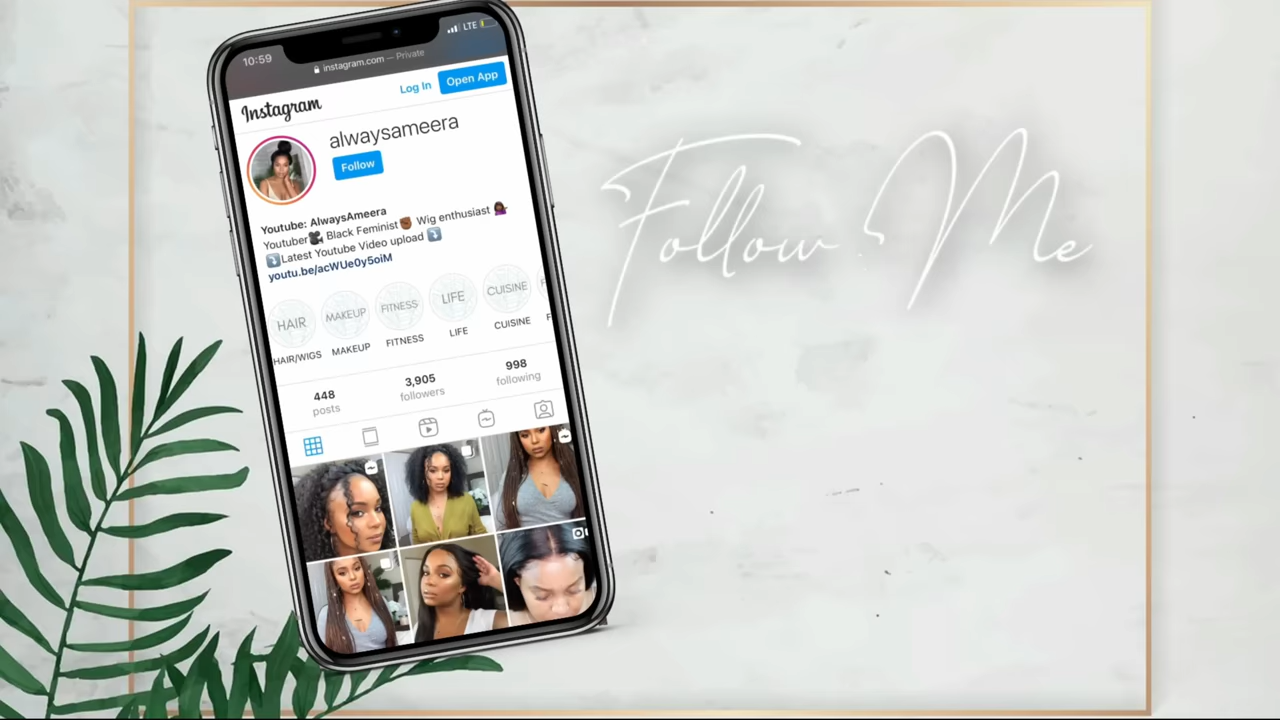 10:59
LTE
instagram.com — Private
Instagram
Log In
Open App
alwaysameera
Follow
Youtube: AlwaysAmeera
Youtuber🎥 Black Feminist✊🏾 Wig enthusiast 💁🏾‍♀️
⤵️Latest Youtube Video upload ⤵️
youtu.be/acWUe0y5oiM
HAIR
MAKEUP
FITNESS
LIFE
CUISINE
HAIR/WIGS
MAKEUP
FITNESS
LIFE
CUISINE
448
posts
3,905
followers
998
following
Follow Me